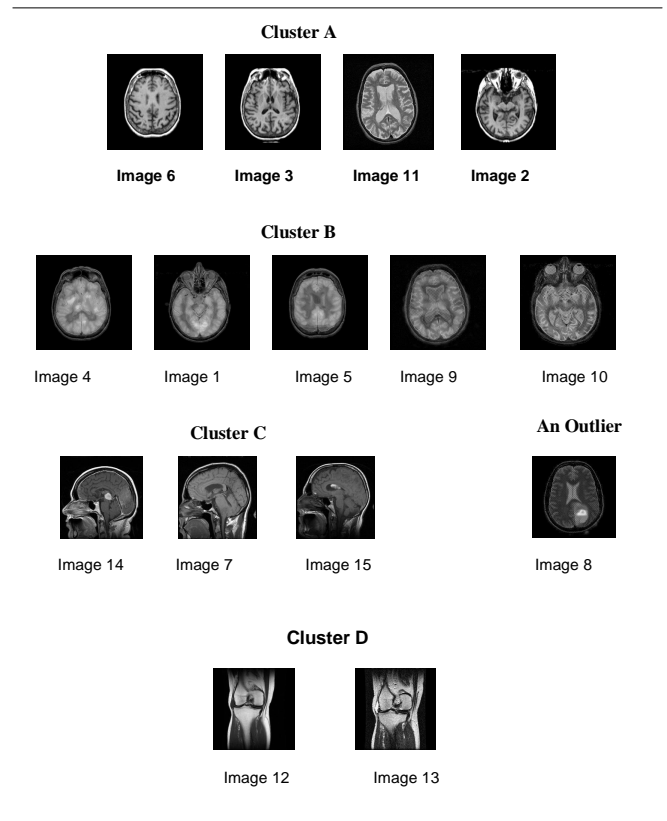 Cluster A
Image 6 Image 3 Image 11 Image 2
Cluster B
Image 4 Image 1 Image 5 Image 9 Image 10
Cluster C
An Outlier
Image 14 Image 7 Image 15 Image 8
Cluster D
Image 12 Image 13